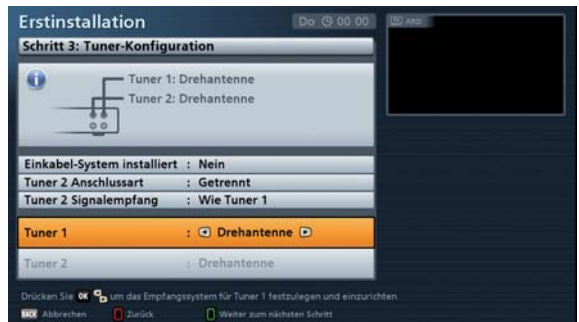 Erstinstallation
Do 00 00
ARD
Schritt 3: Tuner-Konfiguration
Tuner 1: Drehantenne
Tuner 2: Drehantenne
Einkabel-System installiert : Nein
Tuner 2 Anschlussart : Getrennt
Tuner 2 Signalempfang : Wie Tuner 1
Tuner 1 : Drehantenne
Tuner 2 : Drehantenne
Drücken Sie OK um das Empfangssystem für Tuner 1 festzulegen und einzurichten
BACK Abbrechen Zurück Weiter zum nächsten Schritt